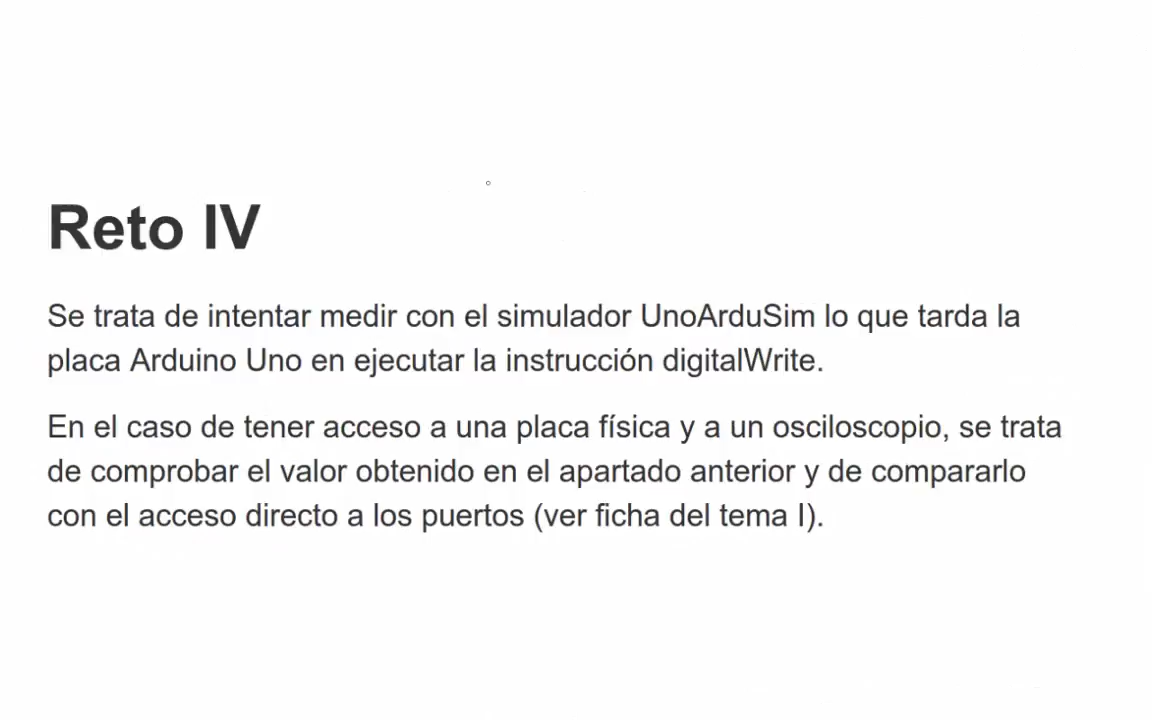 Reto IV
Se trata de intentar medir con el simulador UnoArduSim lo que tarda la
placa Arduino Uno en ejecutar la instrucción digitalWrite.
En el caso de tener acceso a una placa física y a un osciloscopio, se trata
de comprobar el valor obtenido en el apartado anterior y de compararlo
con el acceso directo a los puertos (ver ficha del tema I).